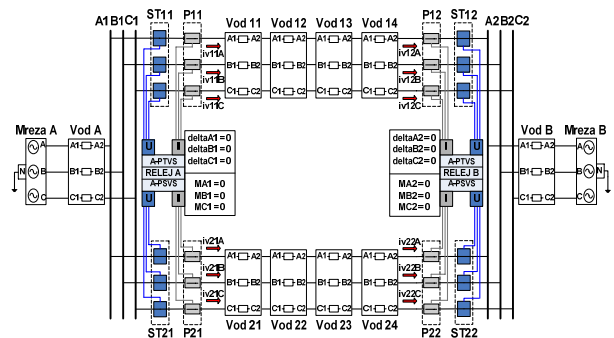 A1B1C1 ST11 P11 Vod 11 Vod 12 Vod 13 Vod 14 P12 ST12 A2B2C2
iv11A A1 A2 A1 A2 A1 A2 A1 A2 iv12A
iv11B B1 B2 B1 B2 B1 B2 B1 B2 iv12B
iv11C C1 C2 C1 C2 C1 C2 C1 C2 iv12C
Mreza A Vod A Vod B Mreza B
U I deltaA1=0 deltaA2=0 I U
deltaB1=0 deltaB2=0
A-PTVS deltaC1=0 deltaC2=0 A-PTVS
RELEJ A RELEJ B
A-PSVS MA1=0 MA2=0 A-PSVS
U I MB1=0 MB2=0 I U
MC1=0 MC2=0
A A1 A2 A1 A2 A
N B B1 B2 B1 B2 B N
C C1 C2 C1 C2 C
iv21A A1 A2 A1 A2 A1 A2 A1 A2 iv22A
iv21B B1 B2 B1 B2 B1 B2 B1 B2 iv22B
iv21C C1 C2 C1 C2 C1 C2 C1 C2 iv22C
ST21 P21 Vod 21 Vod 22 Vod 23 Vod 24 P22 ST22